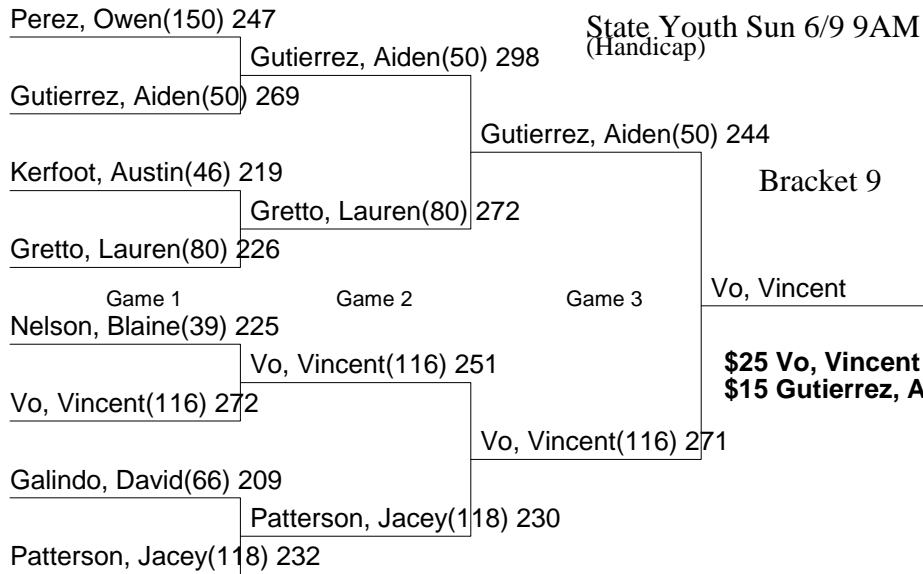 Perez, Owen(150) 247
State Youth Sun 6/9 9AM
(Handicap)
Gutierrez, Aiden(50) 298
Gutierrez, Aiden(50) 269
Gutierrez, Aiden(50) 244
Kerfoot, Austin(46) 219
Bracket 9
Gretto, Lauren(80) 272
Gretto, Lauren(80) 226
Game 1
Game 2
Game 3
Vo, Vincent
Nelson, Blaine(39) 225
Vo, Vincent(116) 251
$25 Vo, Vincent
$15 Gutierrez, A
Vo, Vincent(116) 272
Vo, Vincent(116) 271
Galindo, David(66) 209
Patterson, Jacey(118) 230
Patterson, Jacey(118) 232